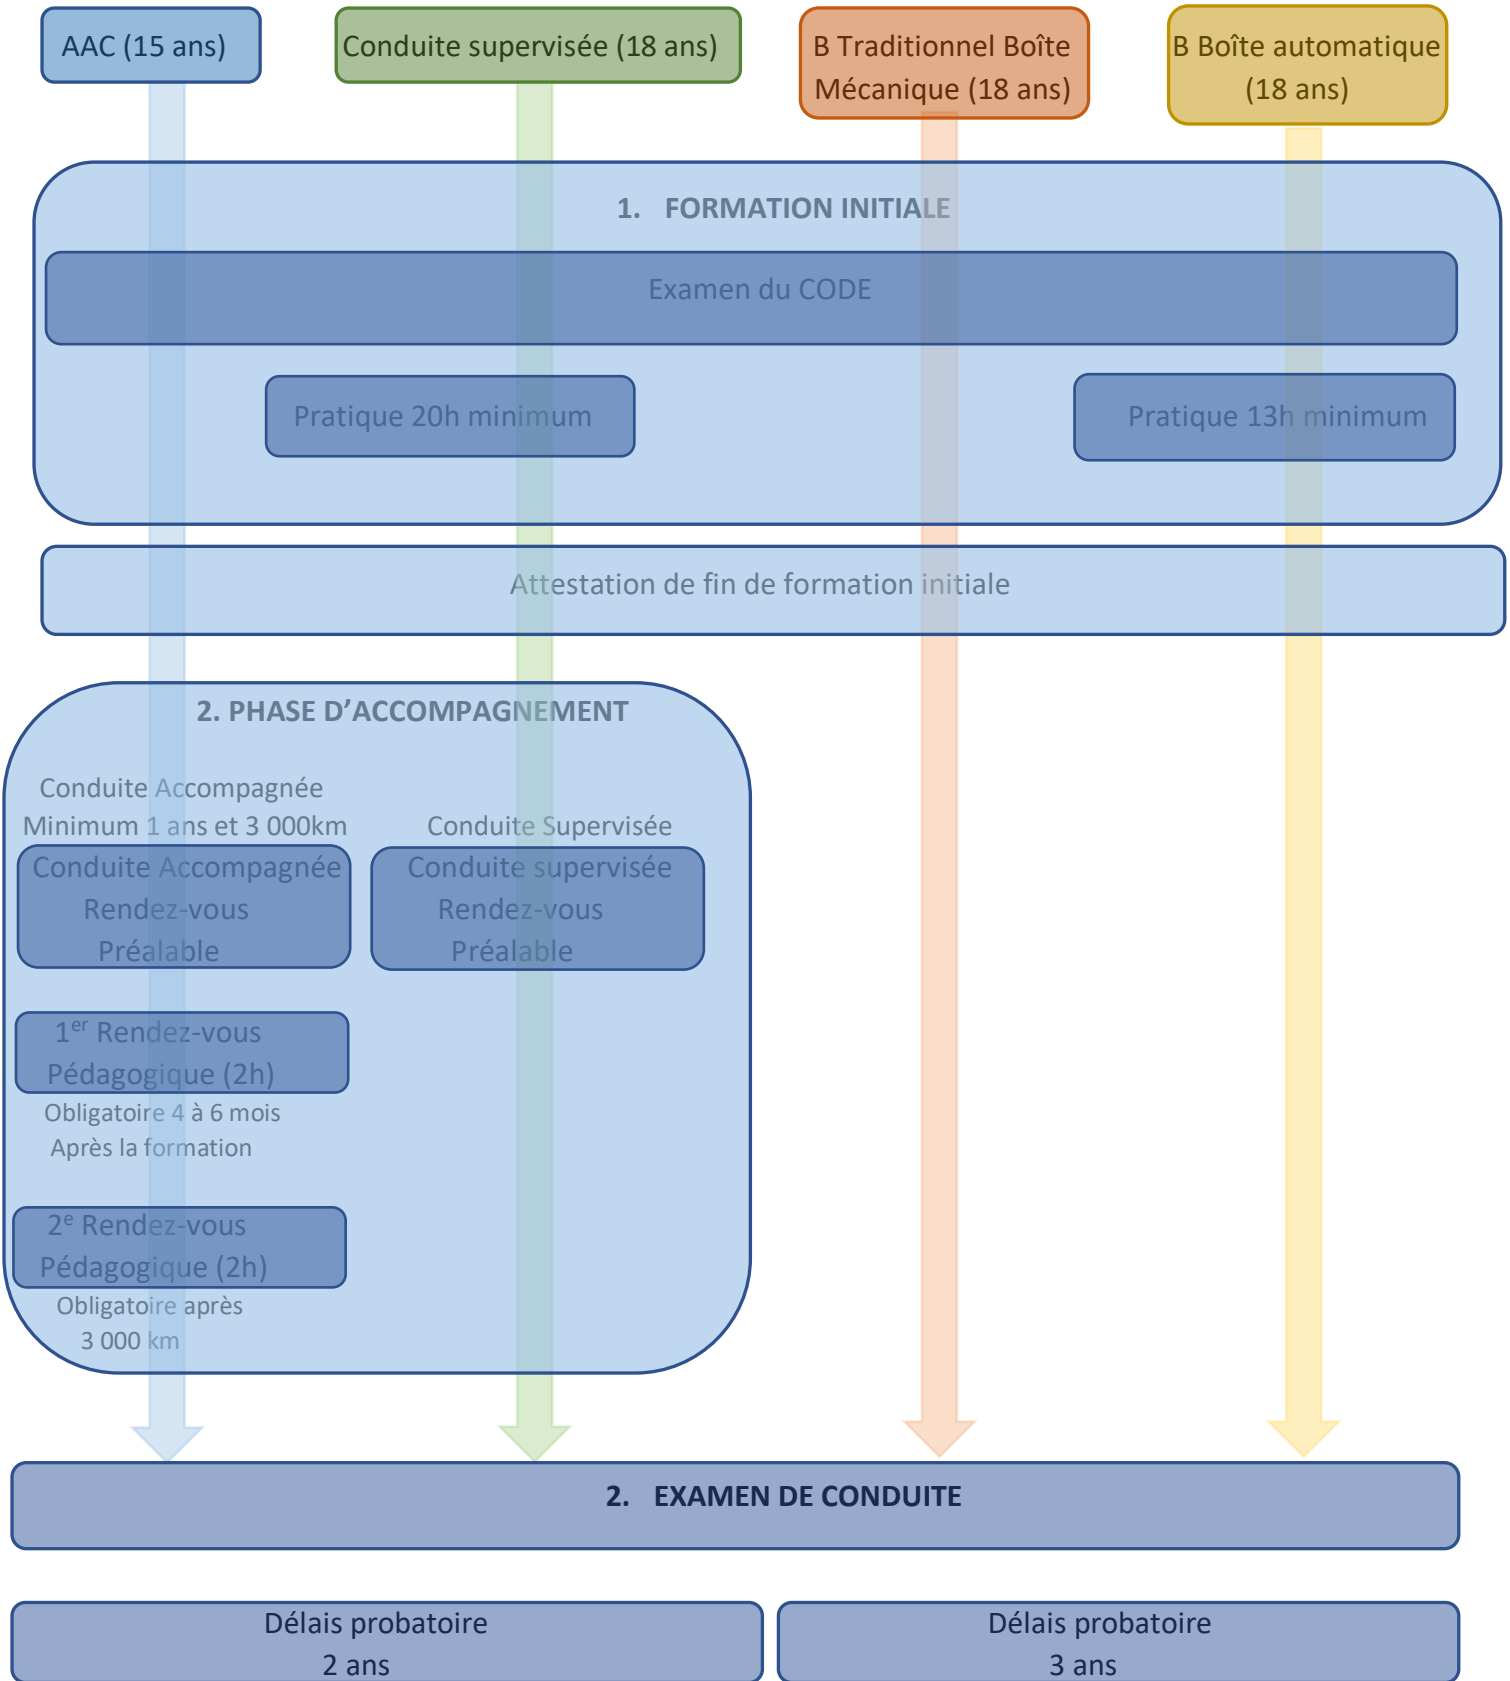 AAC (15 ans)
Conduite supervisée (18 ans)
B Traditionnel Boîte
Mécanique (18 ans)
B Boîte automatique
(18 ans)
1. FORMATION INITIALE
Examen du CODE
Pratique 20h minimum
Pratique 13h minimum
Attestation de fin de formation initiale
2. PHASE D’ACCOMPAGNEMENT
Conduite Accompagnée
Minimum 1 ans et 3 000km
Conduite Accompagnée
Rendez-vous
Préalable
Conduite Supervisée
Conduite supervisée
Rendez-vous
Préalable
1er Rendez-vous
Pédagogique (2h)
Obligatoire 4 à 6 mois
Après la formation
2e Rendez-vous
Pédagogique (2h)
Obligatoire après
3 000 km
2. EXAMEN DE CONDUITE
Délais probatoire
2 ans
Délais probatoire
3 ans